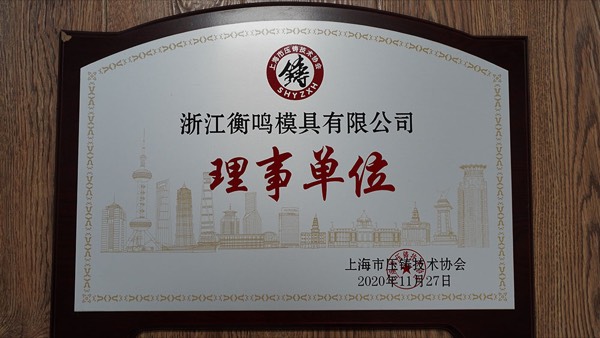 上海市压铸技术协会
鑄
SHYZXH
浙江衡鸣模具有限公司
理事单位
上海市压铸技术协会
2020年11月27日